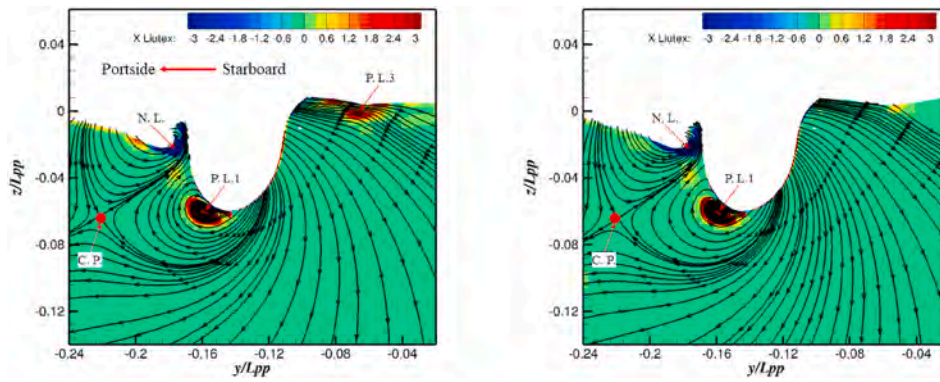 X Liutex: -3 -2.4 -1.8 -1.2 -0.6 0 0.6 1.2 1.8 2.4 3
0.04
Portside Starboard
P. L.3
0
N. L.
-0.04
P. L.1
z/Lpp
-0.08
C. P.
-0.12
-0.24 -0.2 -0.16 -0.12 -0.08 -0.04
y/Lpp
X Liutex: -3 -2.4 -1.8 -1.2 -0.6 0 0.6 1.2 1.8 2.4 3
0.04
0
N. L.
-0.04
P. L.1
z/Lpp
-0.08
C. P.
-0.12
-0.24 -0.2 -0.16 -0.12 -0.08 -0.04
y/Lpp